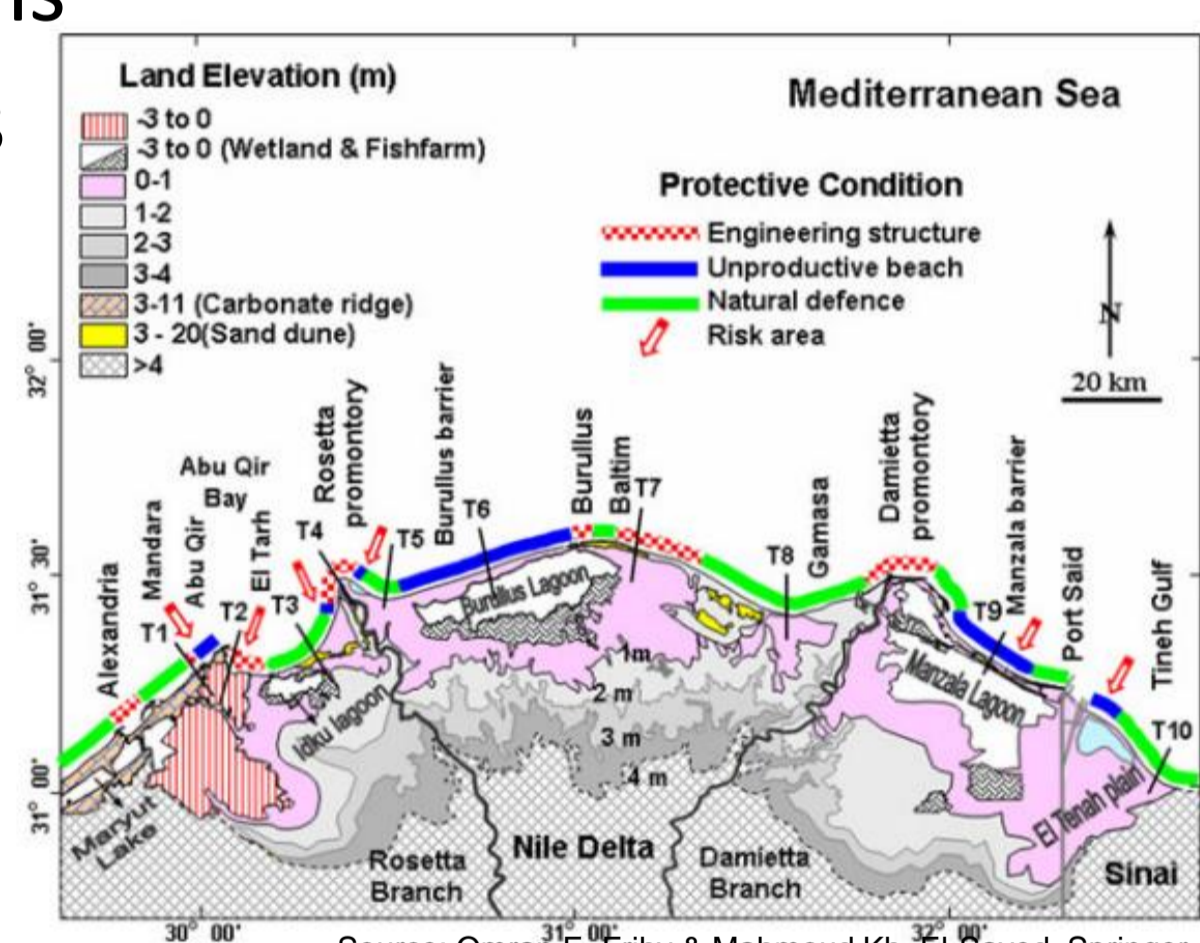 Land Elevation (m)
-3 to 0
-3 to 0 (Wetland & Fishfarm)
0-1
1-2
2-3
3-4
3-11 (Carbonate ridge)
3 - 20(Sand dune)
>4
Mediterranean Sea
Protective Condition
Engineering structure
Unproductive beach
Natural defence
Risk area
N
20 km
32° 00'
31° 30'
31° 00'
Alexandria
Mandara
Abu Qir
Abu Qir
Bay
El Tarh
Rosetta
promontory
Burullus barrier
Burullus
Baltim
Gamasa
Damietta
promontory
Manzala barrier
Port Said
Tineh Gulf
T1
T2
T3
T4
T5
T6
T7
T8
T9
T10
Burullus Lagoon
Manzala Lagoon
Idku lagoon
Maryut
Lake
El Tenah plain
1m
2 m
3 m
4 m
Rosetta
Branch
Nile Delta
Damietta
Branch
Sinai
30° 00'
31° 00'
32° 00'